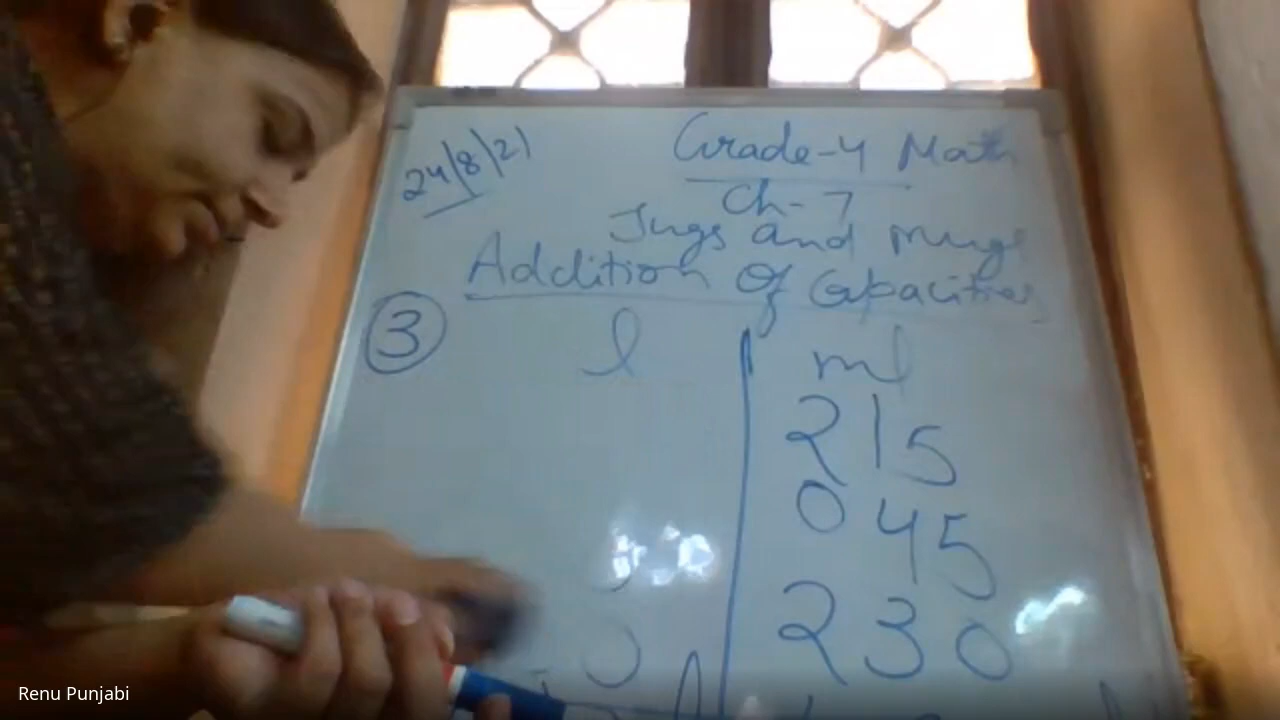 24/8/21
Grade-4 Math
Ch-7
Jugs and Mugs
Addition of Capacities
3
l ml
215
045
230
Renu Punjabi